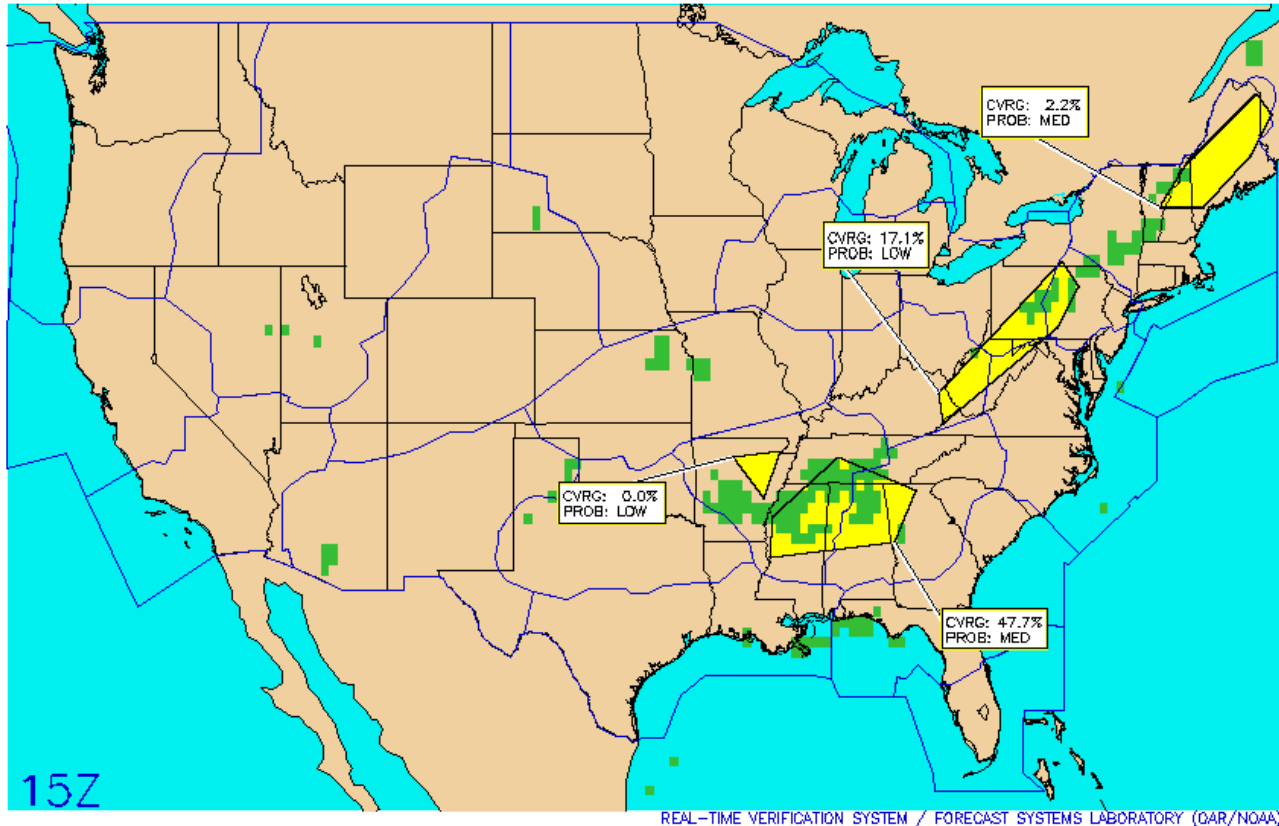 CVRG: 2.2%
PROB: MED
CVRG: 17.1%
PROB: LOW
CVRG: 0.0%
PROB: LOW
CVRG: 47.7%
PROB: MED
15Z
REAL-TIME VERIFICATION SYSTEM / FORECAST SYSTEMS LABORATORY (OAR/NOAA)